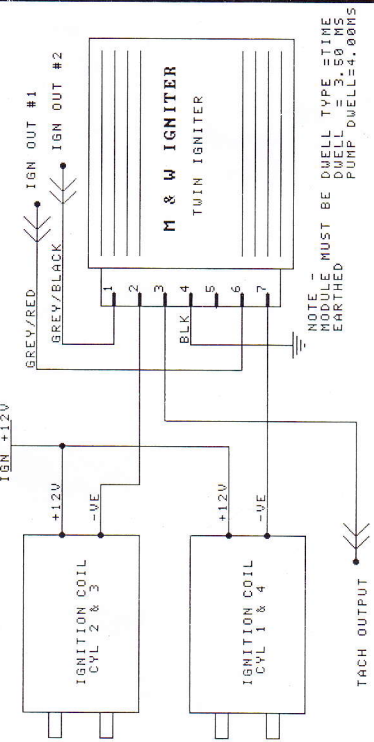 IGN OUT #1
IGN OUT #2
GREY/RED
GREY/BLACK
M & W IGNITER
TWIN IGNITER
1
2
3
4
5
6
7
BLK
NOTE -
MODULE MUST BE
EARTHED
DWELL TYPE =TIME
DWELL = 3.50 MS
PUMP DWELL=4.00MS
IGN +12V
+12V
-VE
IGNITION COIL
CYL 2 & 3
+12V
-VE
IGNITION COIL
CYL 1 & 4
TACH OUTPUT